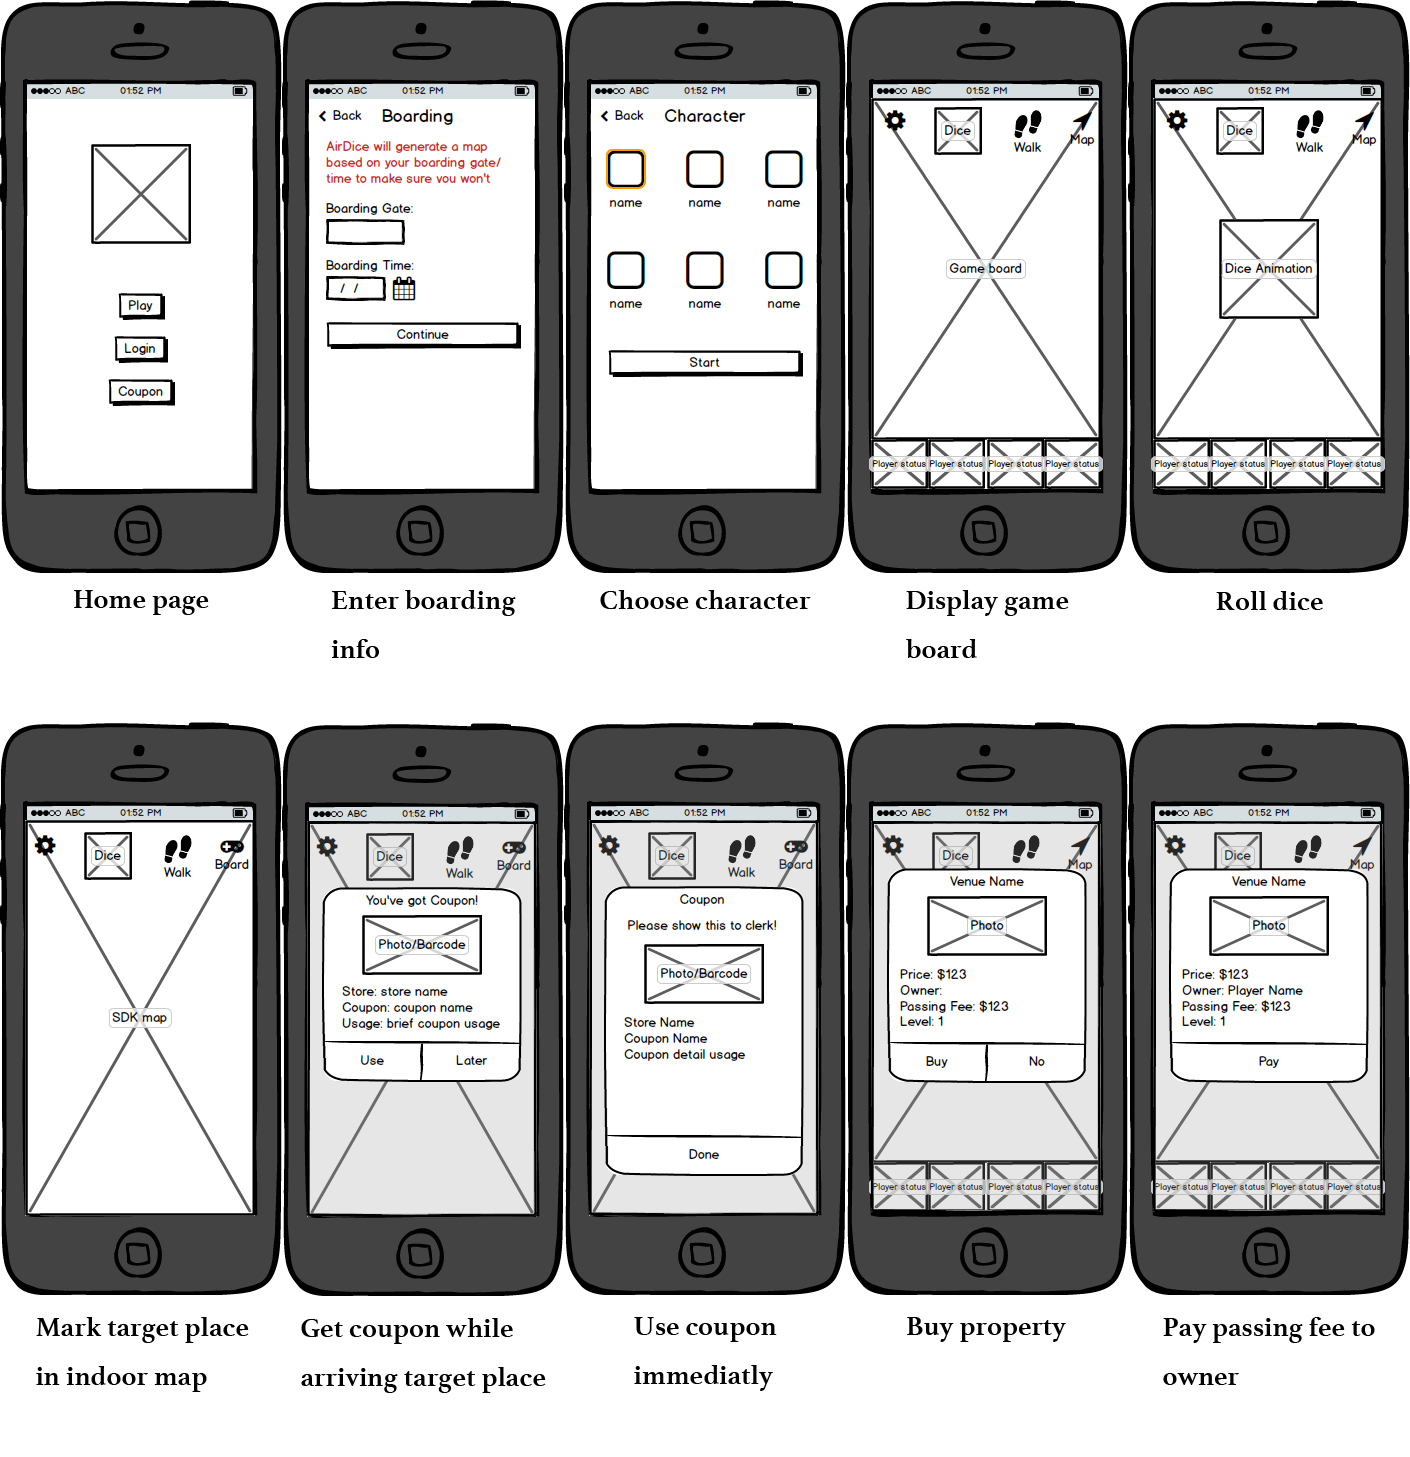 ABC 01:52 PM
Play
Login
Coupon
Home page
ABC 01:52 PM
Back Boarding
AirDice will generate a map
based on your boarding gate/
time to make sure you won't
Boarding Gate:
Boarding Time:
/ /
Continue
Enter boarding
info
ABC 01:52 PM
Back Character
name name name
name name name
Start
Choose character
ABC 01:52 PM
Dice
Walk
Map
Game board
Player status Player status Player status Player status
Display game
board
ABC 01:52 PM
Dice
Walk
Map
Dice Animation
Player status Player status Player status Player status
Roll dice
ABC 01:52 PM
Dice
Walk
Board
SDK map
Mark target place
in indoor map
ABC 01:52 PM
Dice
Walk
Board
You've got Coupon!
Photo/Barcode
Store: store name
Coupon: coupon name
Usage: brief coupon usage
Use Later
Get coupon while
arriving target place
ABC 01:52 PM
Dice
Walk
Board
Coupon
Please show this to clerk!
Photo/Barcode
Store Name
Coupon Name
Coupon detail usage
Done
Use coupon
immediatly
ABC 01:52 PM
Dice
Map
Venue Name
Photo
Price: $123
Owner:
Passing Fee: $123
Level: 1
Buy No
Player status Player status Player status Player status
Buy property
ABC 01:52 PM
Dice
Map
Venue Name
Photo
Price: $123
Owner: Player Name
Passing Fee: $123
Level: 1
Pay
Player status Player status Player status Player status
Pay passing fee to
owner